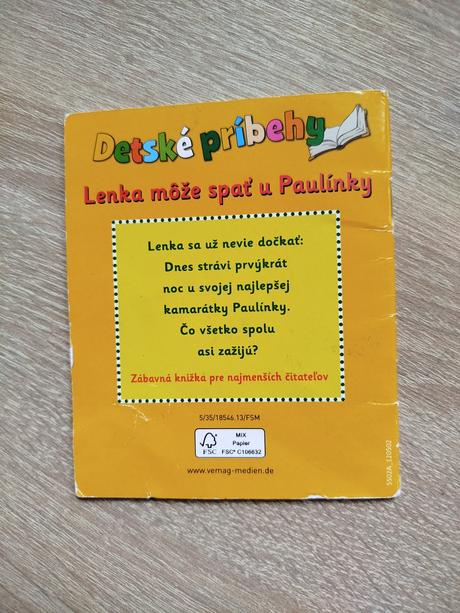 Detské príbehy
Lenka môže spať u Paulínky
Lenka sa už nevie dočkať:
Dnes strávi prvýkrát
noc u svojej najlepšej
kamarátky Paulínky.
Čo všetko spolu
asi zažijú?
Zábavná knižka pre najmenších čitateľov
5/35/18546.13/FSM
MIX
Papier
FSC® C106632
FSC
www.vemag-medien.de
5502A_120502